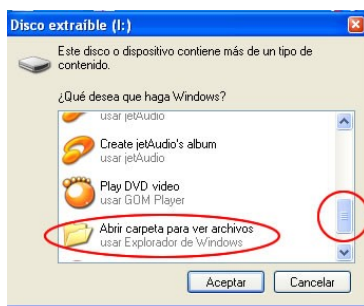 Disco extraíble (I:)
Este disco o dispositivo contiene más de un tipo de
contenido.
¿Qué desea que haga Windows?
usar jetAudio
Create jetAudio's album
usar jetAudio
Play DVD video
usar GOM Player
Abrir carpeta para ver archivos
usar Explorador de Windows
Aceptar
Cancelar